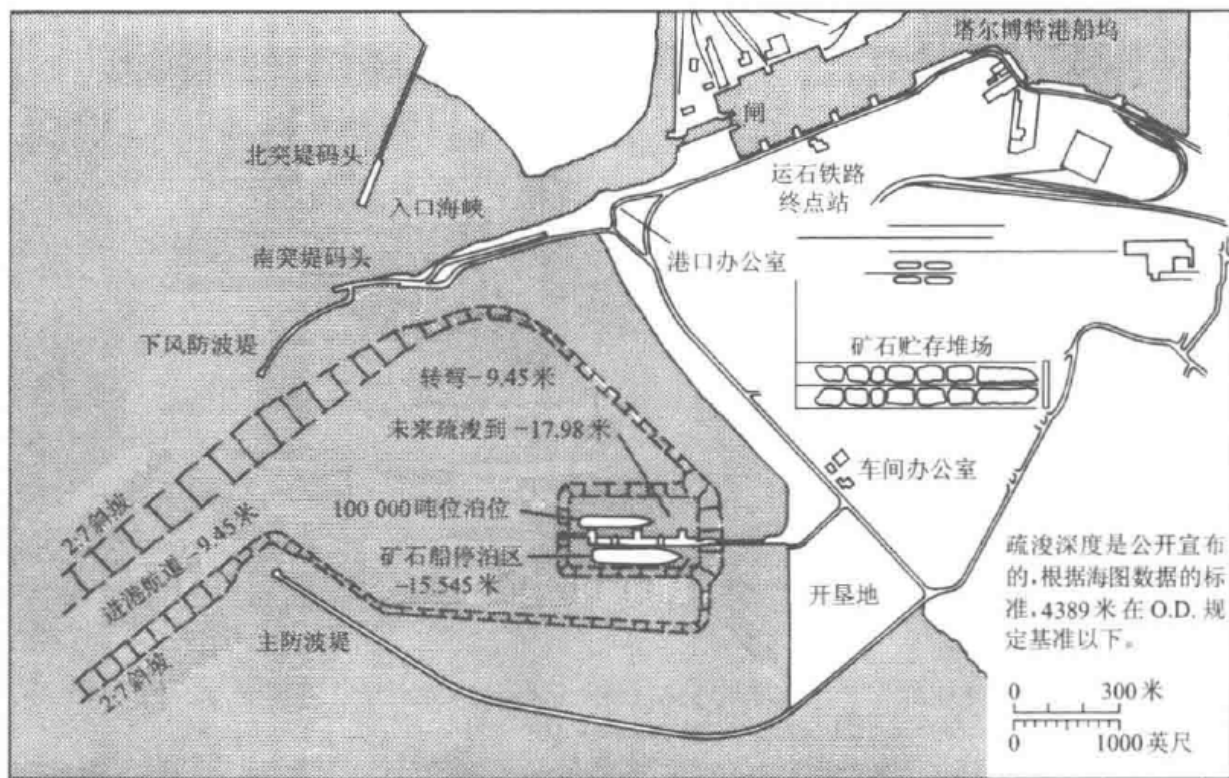 塔尔博特港船坞
闸
北突堤码头
运石铁路
终点站
入口海峡
南突堤码头
港口办公室
下风防波堤
矿石贮存堆场
转弯-9.45米
未来疏浚到-17.98米
车间办公室
100 000吨位泊位
2:7斜坡
进港航道-9.45米
矿石船停泊区
-15.545米
疏浚深度是公开宣布
的,根据海图数据的标
准,4389米在O.D.规
定基准以下。
开垦地
主防波堤
2:7斜坡
0 300米
0 1000英尺